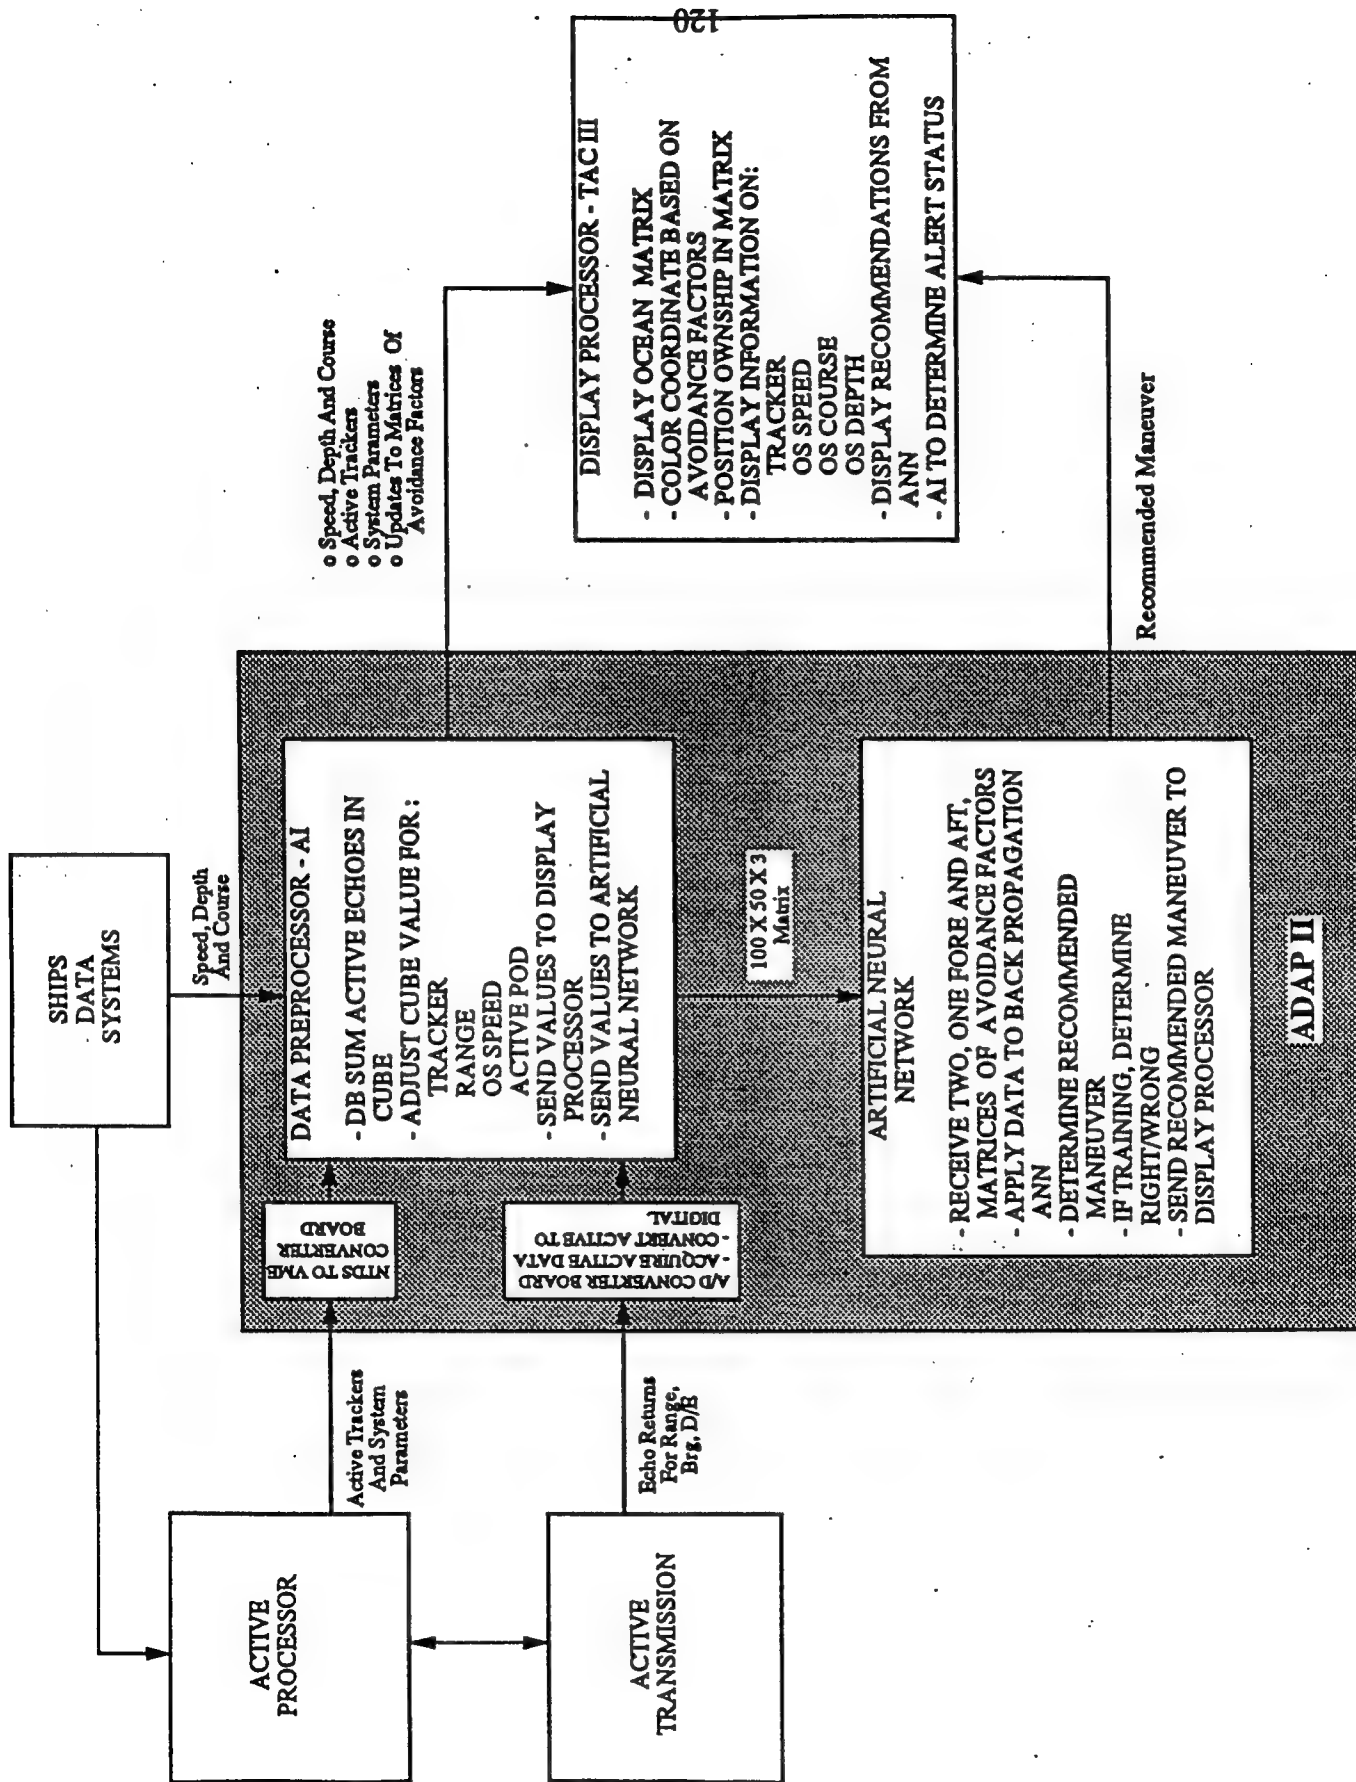 120
SHIPS
DATA
SYSTEMS
Speed, Depth
And Course
ACTIVE
PROCESSOR
Active Trackers
And System
Parameters
NTDS TO VME
CONVERTER
BOARD
ACTIVE
TRANSMISSION
Echo Returns
For Range,
Brg, D/E
A/D CONVERTER BOARD
- ACQUIRE ACTIVE DATA
- CONVERT ACTIVE TO
DIGITAL
DATA PREPROCESSOR - AI
- DB SUM ACTIVE ECHOES IN
CUBE
- ADJUST CUBE VALUE FOR :
TRACKER
RANGE
OS SPEED
ACTIVE POD
- SEND VALUES TO DISPLAY
PROCESSOR
- SEND VALUES TO ARTIFICIAL
NEURAL NETWORK
100 X 50 X 3
Matrix
ARTIFICIAL NEURAL
NETWORK
- RECEIVE TWO, ONE FORE AND AFT,
MATRICES OF AVOIDANCE FACTORS
- APPLY DATA TO BACK PROPAGATION
ANN
- DETERMINE RECOMMENDED
MANEUVER
- IF TRAINING, DETERMINE
RIGHT/WRONG
- SEND RECOMMENDED MANEUVER TO
DISPLAY PROCESSOR
ADAP II
o Speed, Depth And Course
o Active Trackers
o System Parameters
o Updates To Matrices Of
Avoidance Factors
DISPLAY PROCESSOR - TAC III
- DISPLAY OCEAN MATRIX
- COLOR COORDINATE BASED ON
AVOIDANCE FACTORS
- POSITION OWNSHIP IN MATRIX
- DISPLAY INFORMATION ON:
TRACKER
OS SPEED
OS COURSE
OS DEPTH
- DISPLAY RECOMMENDATIONS FROM
ANN
- AI TO DETERMINE ALERT STATUS
Recommended Maneuver